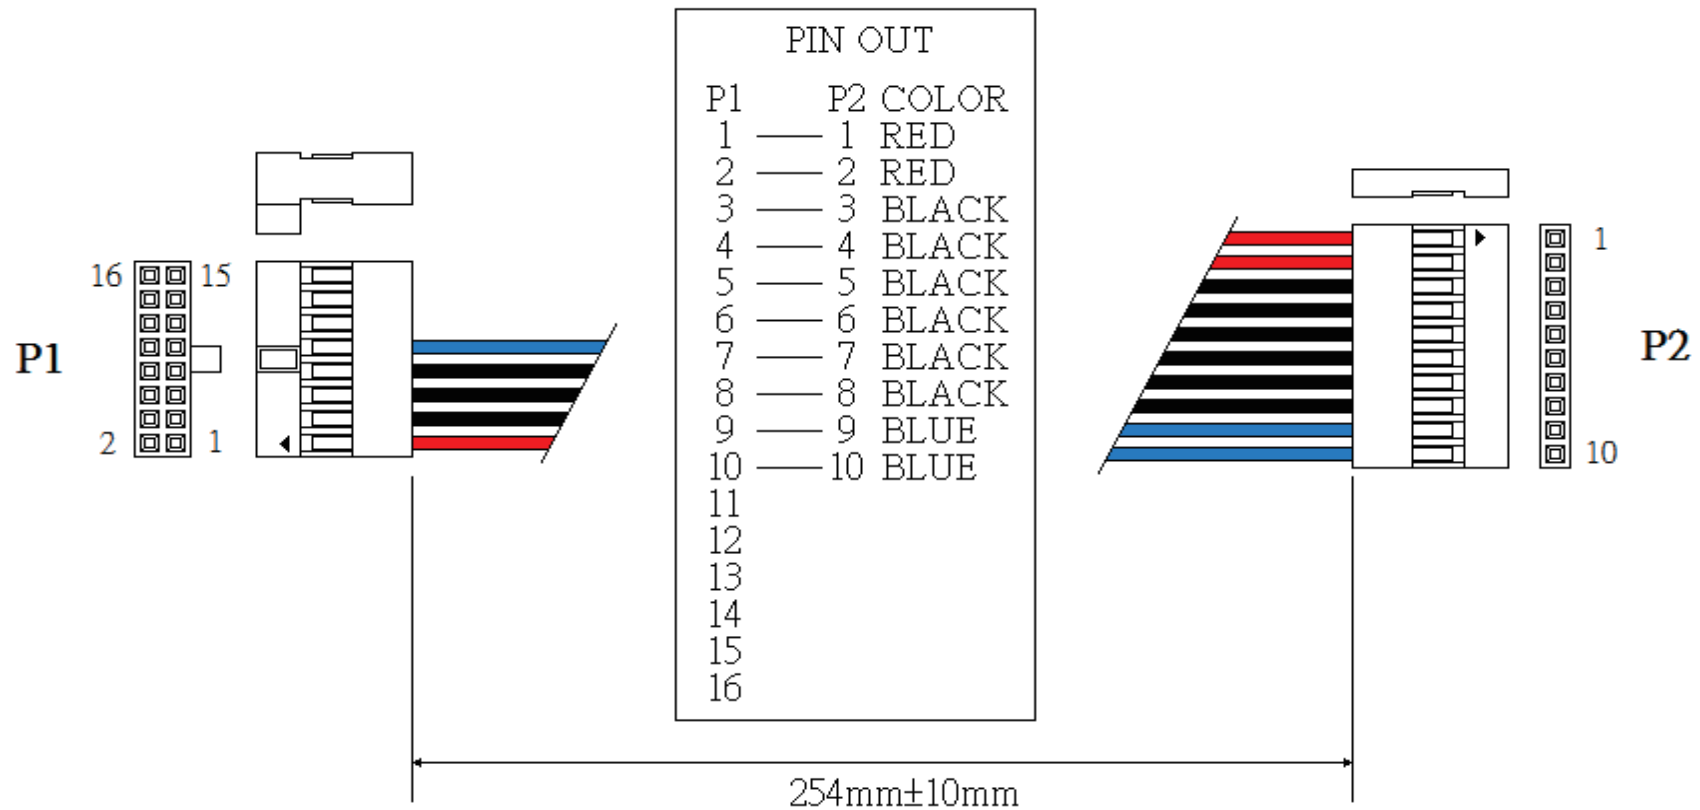 PIN OUT
P1 P2 COLOR
1 1 RED
2 2 RED
3 3 BLACK
4 4 BLACK
5 5 BLACK
6 6 BLACK
7 7 BLACK
8 8 BLACK
9 9 BLUE
10 10 BLUE
11
12
13
14
15
16
16 15
P1
2 1
1
P2
10
254mm±10mm